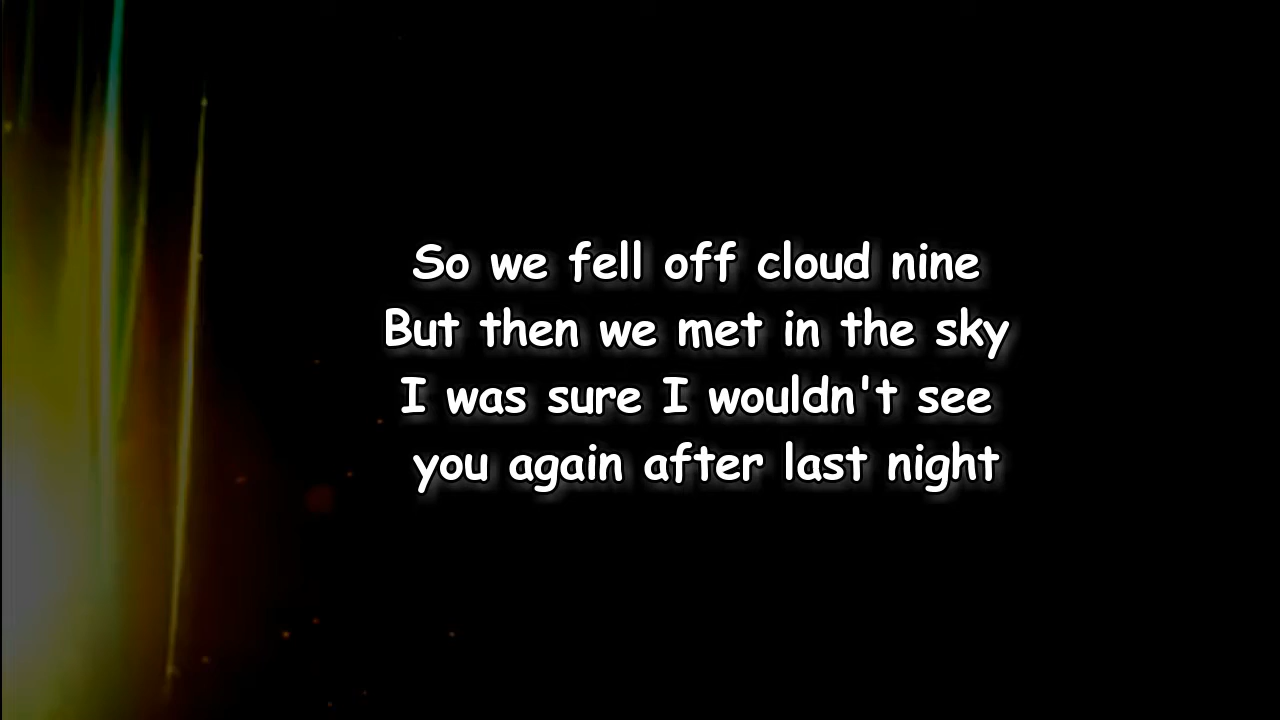 So we fell off cloud nine
But then we met in the sky
I was sure I wouldn't see
you again after last night